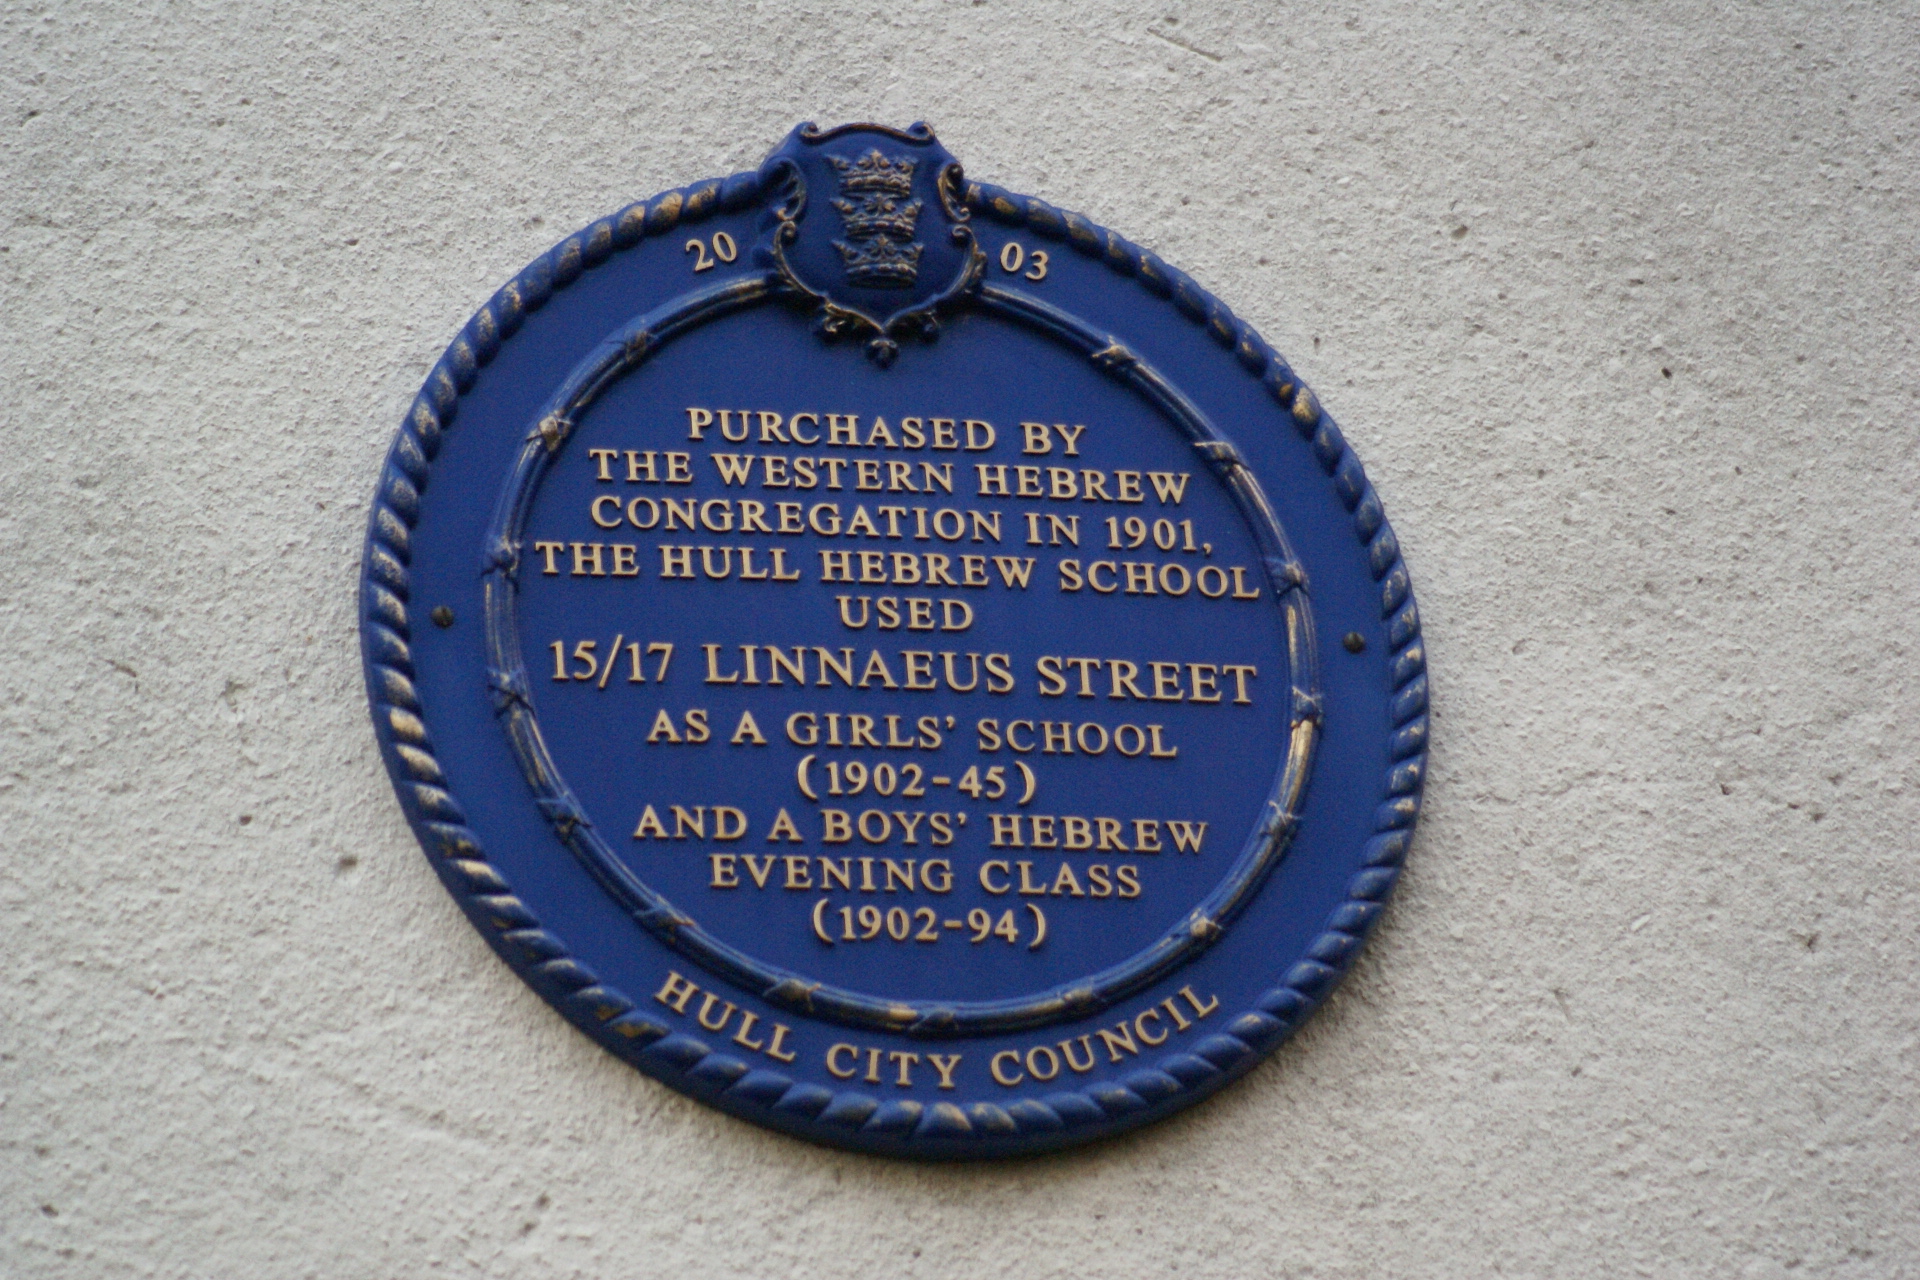 20 03
PURCHASED BY
THE WESTERN HEBREW
CONGREGATION IN 1901,
THE HULL HEBREW SCHOOL
USED
15/17 LINNAEUS STREET
AS A GIRLS' SCHOOL
(1902-45)
AND A BOYS' HEBREW
EVENING CLASS
(1902-94)
HULL CITY COUNCIL